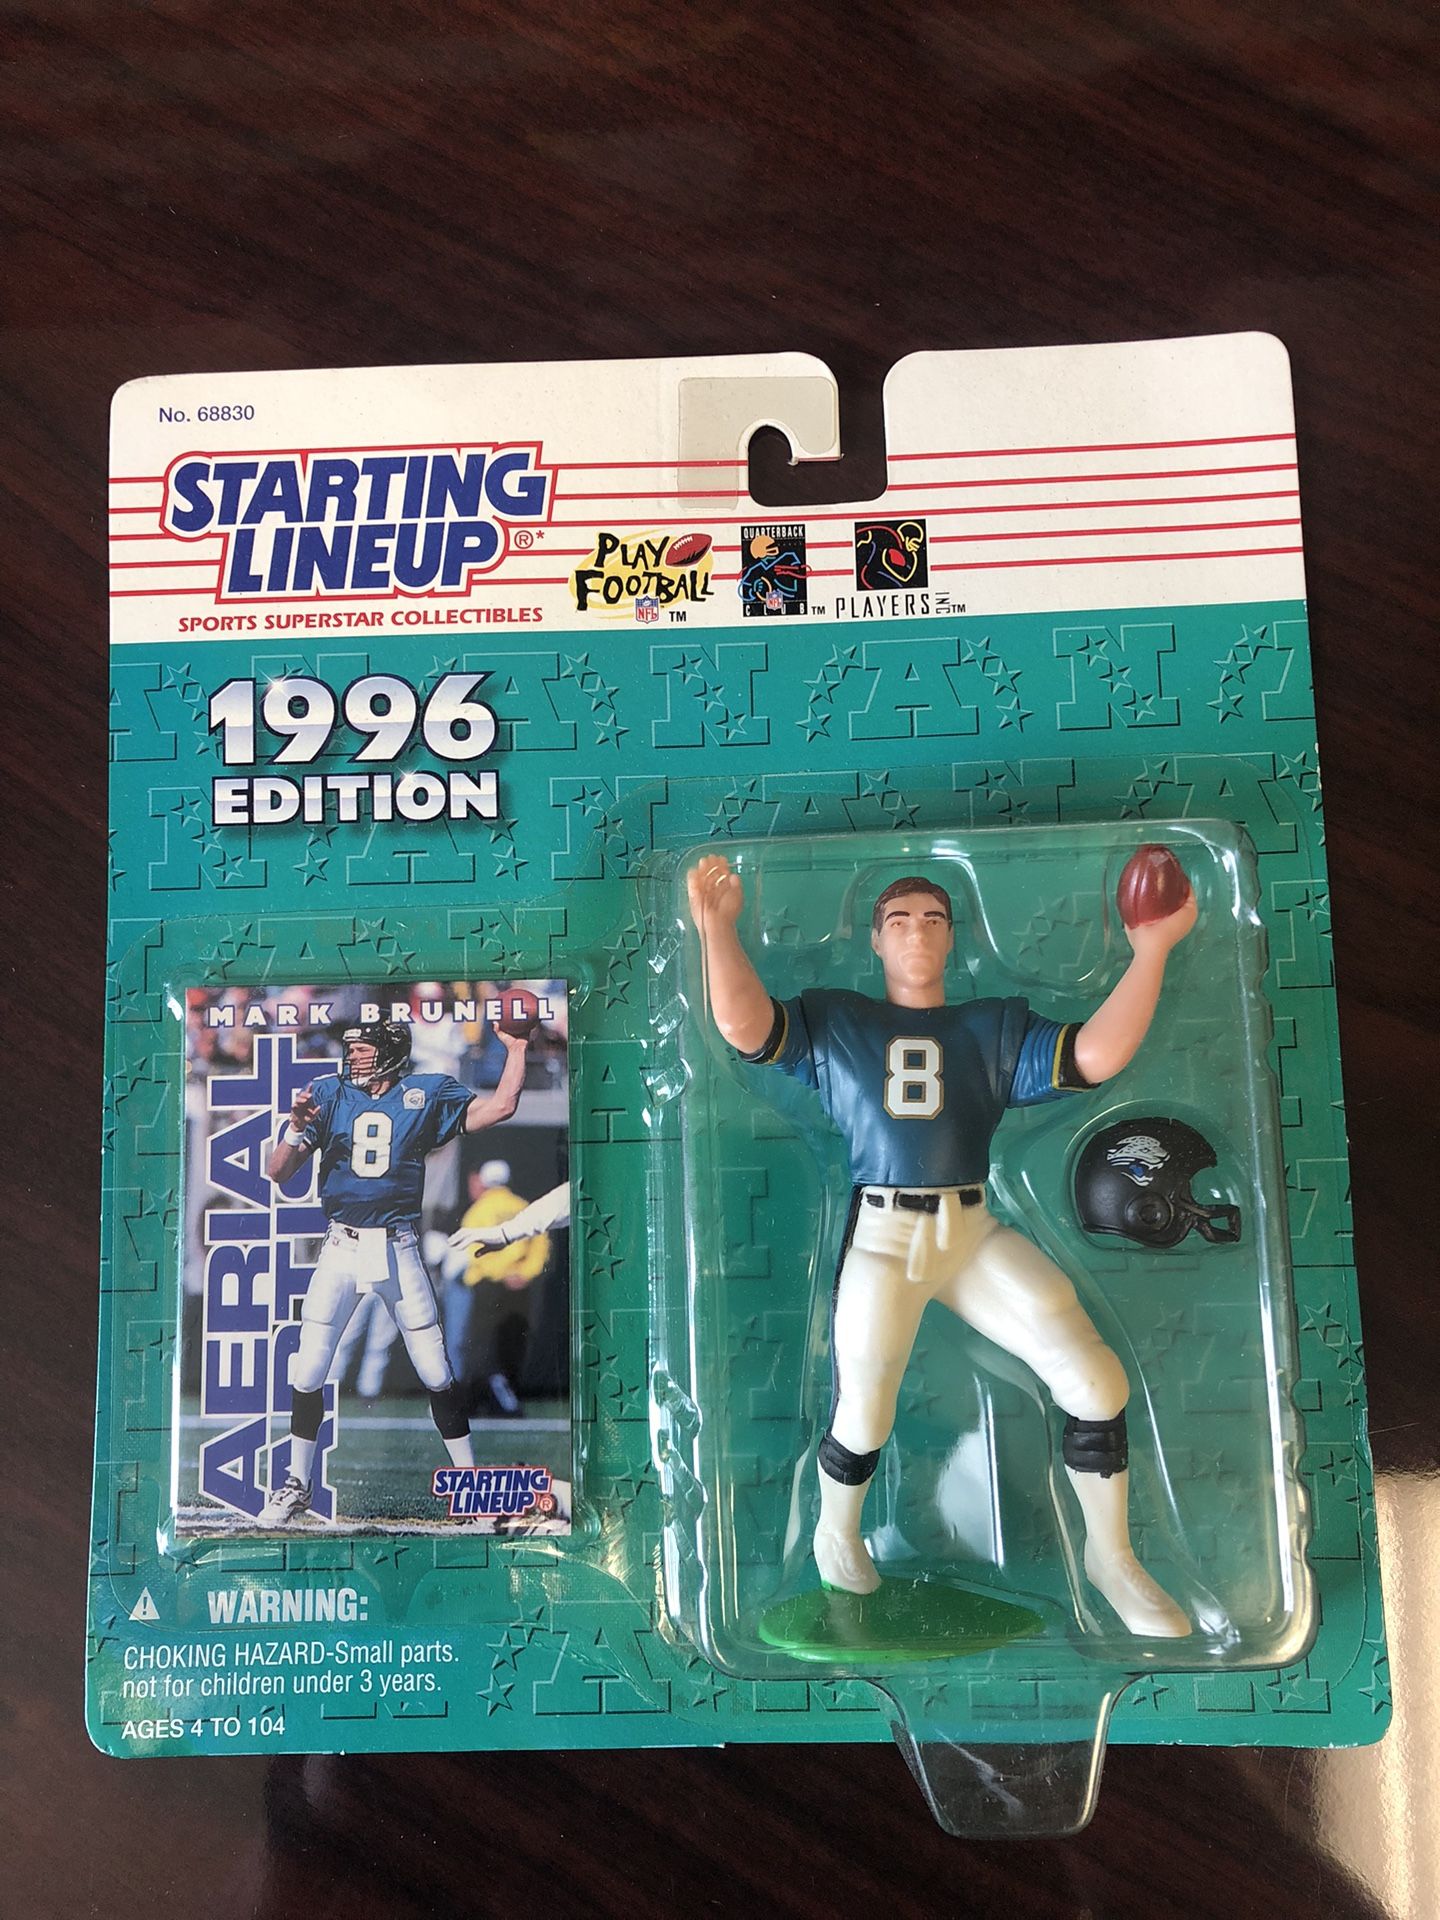 No. 68830
STARTING
LINEUP®*
SPORTS SUPERSTAR COLLECTIBLES
PLAY
FOOTBALL
NFL
TM
QUARTERBACK
NFL
CLUB TM
PLAYERS INC TM
1996
EDITION
MARK BRUNELL
AERIAL
ARTIST
8
STARTING
LINEUP®
8
WARNING:
CHOKING HAZARD-Small parts.
not for children under 3 years.
AGES 4 TO 104